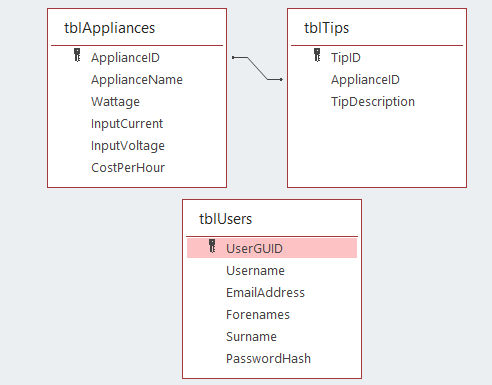 tblAppliances
ApplianceID
ApplianceName
Wattage
InputCurrent
InputVoltage
CostPerHour
tblTips
TipID
ApplianceID
TipDescription
tblUsers
UserGUID
Username
EmailAddress
Forenames
Surname
PasswordHash